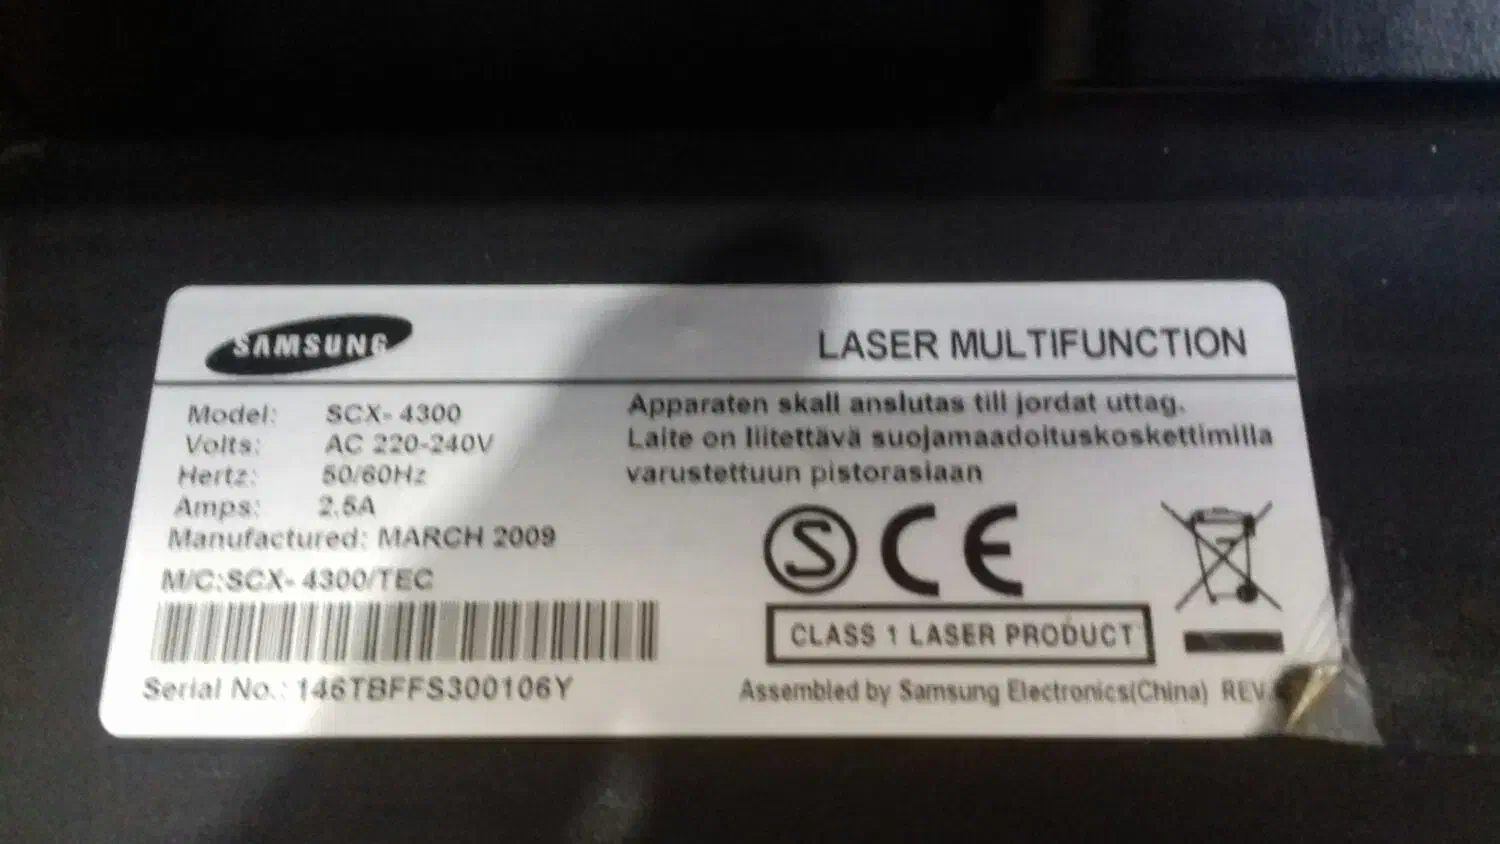 SAMSUNG
LASER MULTIFUNCTION
Model: SCX- 4300
Volts: AC 220-240V
Hertz: 50/60Hz
Amps: 2.5A
Manufactured: MARCH 2009
M/C:SCX- 4300/TEC
Serial No.: 146TBFFS300106Y
Apparaten skall anslutas till jordat uttag.
Laite on liitettävä suojamaadoituskoskettimilla
varustettuun pistorasiaan
S CE
CLASS 1 LASER PRODUCT
Assembled by Samsung Electronics(China) REV